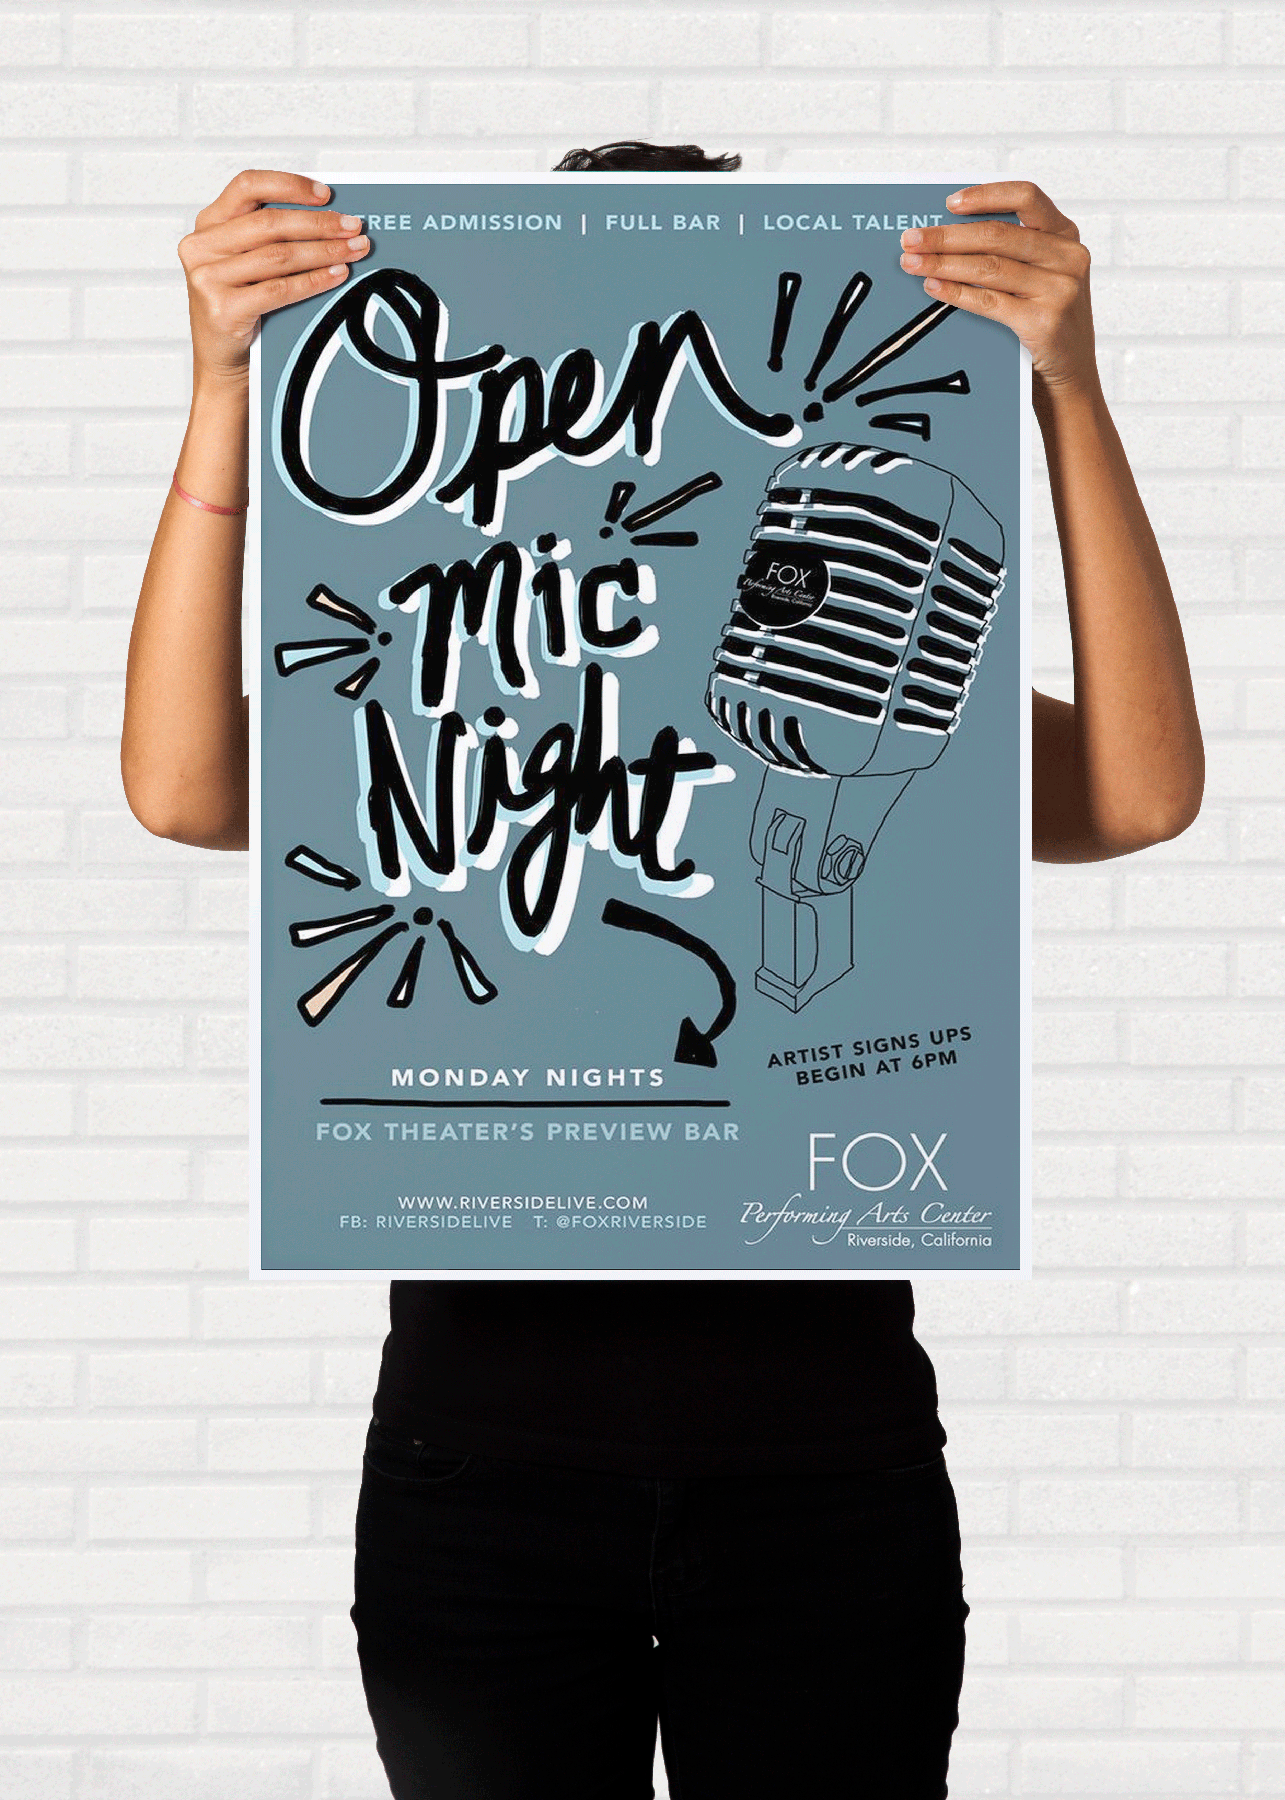 FREE ADMISSION | FULL BAR | LOCAL TALENT
Open
Mic
Night
FOX
Performing Arts Center
Riverside, California
ARTIST SIGNS UPS
BEGIN AT 6PM
MONDAY NIGHTS
FOX THEATER'S PREVIEW BAR
WWW.RIVERSIDELIVE.COM
FB: RIVERSIDELIVE T: @FOXRIVERSIDE
FOX
Performing Arts Center
Riverside, California